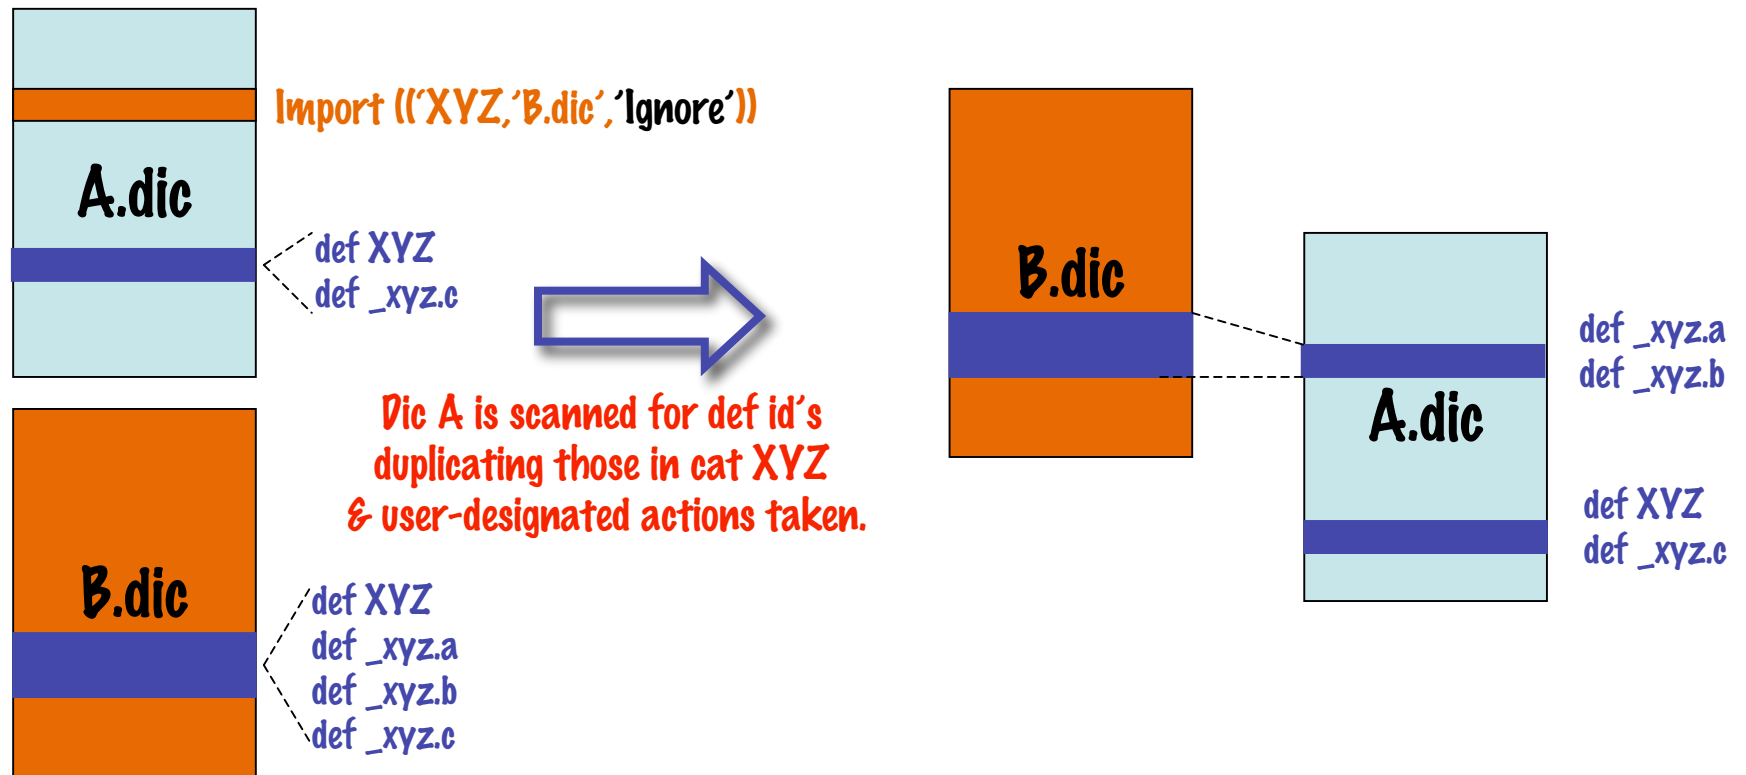 Import ((‘XYZ,’B.dic’,’Ignore’))
A.dic
def XYZ
def _xyz.c
Dic A is scanned for def id’s
duplicating those in cat XYZ
& user-designated actions taken.
B.dic
def XYZ
def _xyz.a
def _xyz.b
def _xyz.c
B.dic
def _xyz.a
def _xyz.b
A.dic
def XYZ
def _xyz.c